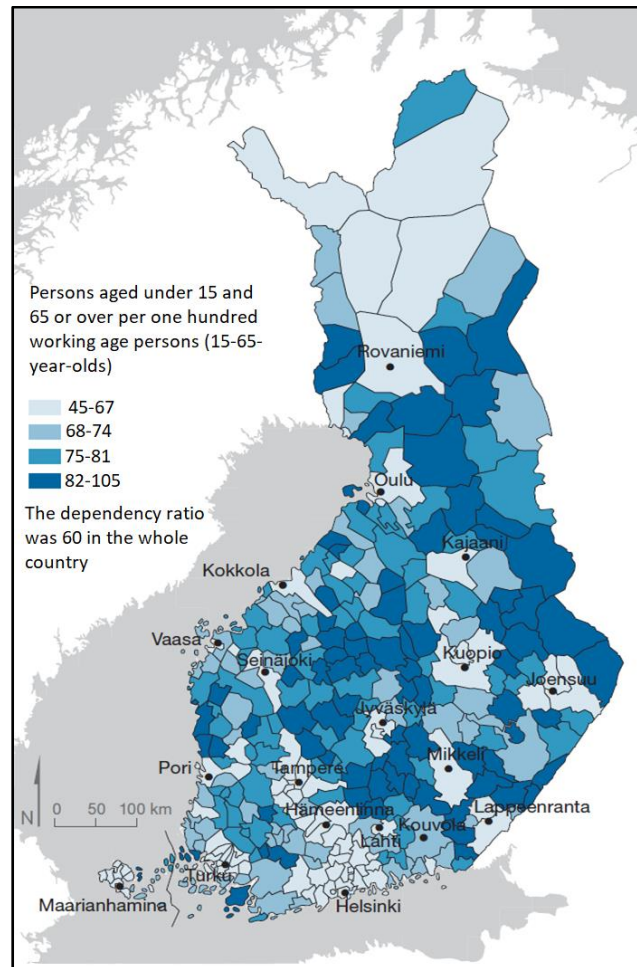 Persons aged under 15 and
65 or over per one hundred
working age persons (15-65-
year-olds)
45-67
68-74
75-81
82-105
The dependency ratio
was 60 in the whole
country
Rovaniemi
Oulu
Kajaani
Kokkola
Vaasa
Seinäjoki
Kuopio
Joensuu
Jyväskylä
Mikkeli
Pori
Tampere
N
0 50 100 km
Hämeenlinna
Lappeenranta
Kouvola
Lahti
Turku
Maarianhamina
Helsinki